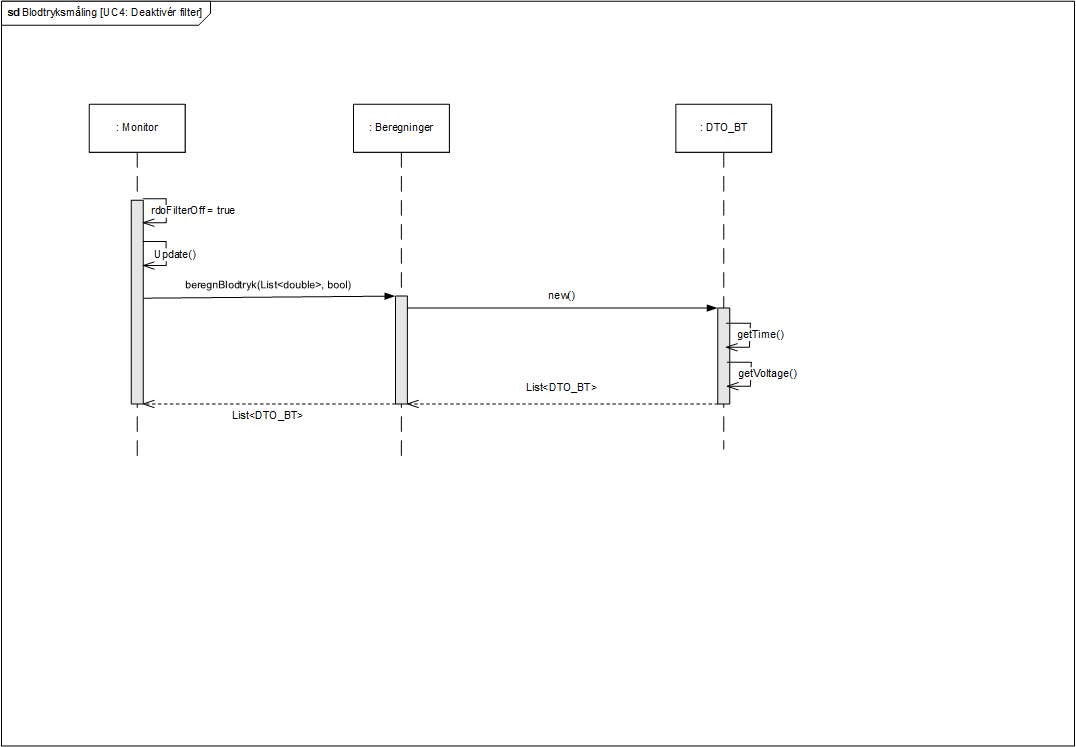 sd Blodtryksmåling [UC4: Deaktivér filter]
: Monitor
: Beregninger
: DTO_BT
rdoFilterOff = true
Update()
beregnBlodtryk(List<double>, bool)
new()
getTime()
getVoltage()
List<DTO_BT>
List<DTO_BT>